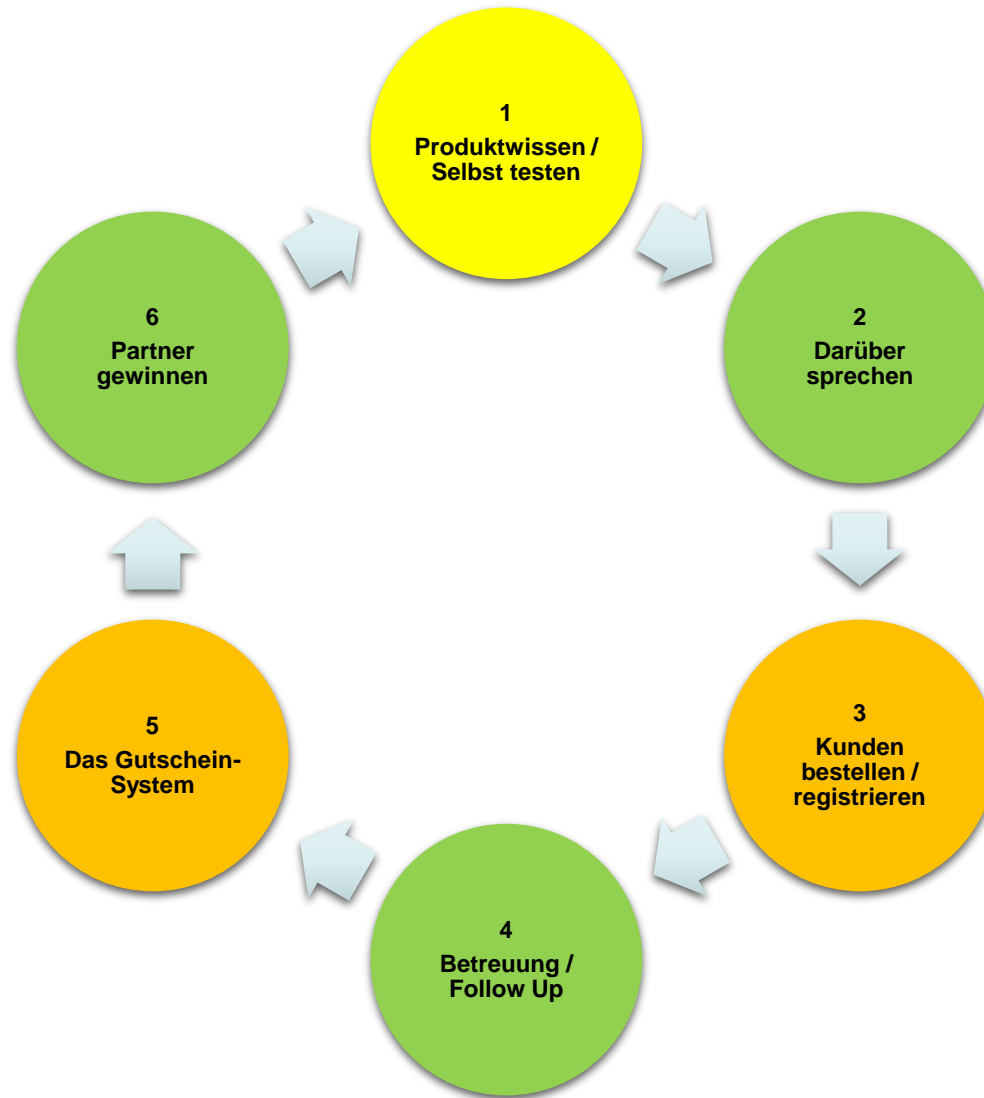 1
Produktwissen /
Selbst testen
2
Darüber
sprechen
3
Kunden
bestellen /
registrieren
4
Betreuung /
Follow Up
5
Das Gutschein-
System
6
Partner
gewinnen